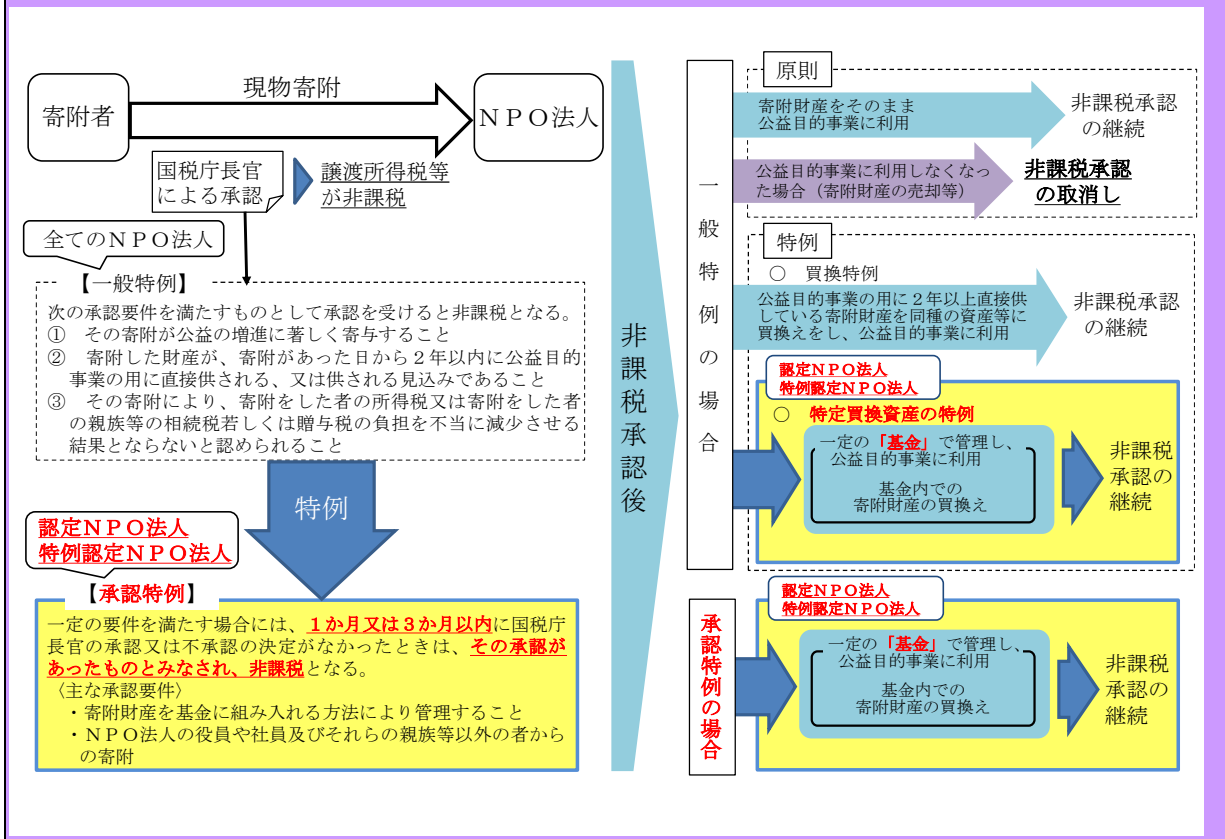 寄附者
現物寄附
ＮＰＯ法人
国税庁長官
による承認
譲渡所得税等
が非課税
全てのＮＰＯ法人
【一般特例】
次の承認要件を満たすものとして承認を受けると非課税となる。
①　その寄附が公益の増進に著しく寄与すること
②　寄附した財産が、寄附があった日から２年以内に公益目的
事業の用に直接供される、又は供される見込みであること
③　その寄附により、寄附をした者の所得税又は寄附をした者
の親族等の相続税若しくは贈与税の負担を不当に減少させる
結果とならないと認められること
特例
認定ＮＰＯ法人
特例認定ＮＰＯ法人
【承認特例】
一定の要件を満たす場合には、１か月又は３か月以内に国税庁
長官の承認又は不承認の決定がなかったときは、その承認が
あったものとみなされ、非課税となる。
〈主な承認要件〉
・寄附財産を基金に組み入れる方法により管理すること
・ＮＰＯ法人の役員や社員及びそれらの親族等以外の者から
の寄附
非課税承認後
一般特例の場合
原則
寄附財産をそのまま
公益目的事業に利用
非課税承認
の継続
公益目的事業に利用しなくなっ
た場合（寄附財産の売却等）
非課税承認
の取消し
特例
○　買換特例
公益目的事業の用に２年以上直接供
している寄附財産を同種の資産等に
買換えをし、公益目的事業に利用
非課税承認
の継続
認定ＮＰＯ法人
特例認定ＮＰＯ法人
○　特定買換資産の特例
一定の「基金」で管理し、
公益目的事業に利用
基金内での
寄附財産の買換え
非課税
承認の
継続
承認特例の場合
認定ＮＰＯ法人
特例認定ＮＰＯ法人
一定の「基金」で管理し、
公益目的事業に利用
基金内での
寄附財産の買換え
非課税
承認の
継続